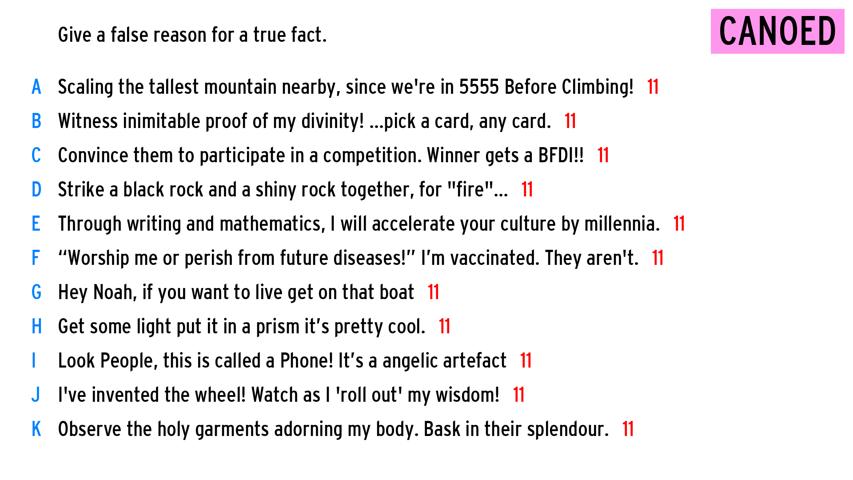 Give a false reason for a true fact.
CANOED
A Scaling the tallest mountain nearby, since we're in 5555 Before Climbing! 11
B Witness inimitable proof of my divinity! ...pick a card, any card. 11
C Convince them to participate in a competition. Winner gets a BFDI!! 11
D Strike a black rock and a shiny rock together, for "fire"... 11
E Through writing and mathematics, I will accelerate your culture by millennia. 11
F “Worship me or perish from future diseases!” I’m vaccinated. They aren't. 11
G Hey Noah, if you want to live get on that boat 11
H Get some light put it in a prism it’s pretty cool. 11
I Look People, this is called a Phone! It’s a angelic artefact 11
J I've invented the wheel! Watch as I 'roll out' my wisdom! 11
K Observe the holy garments adorning my body. Bask in their splendour. 11